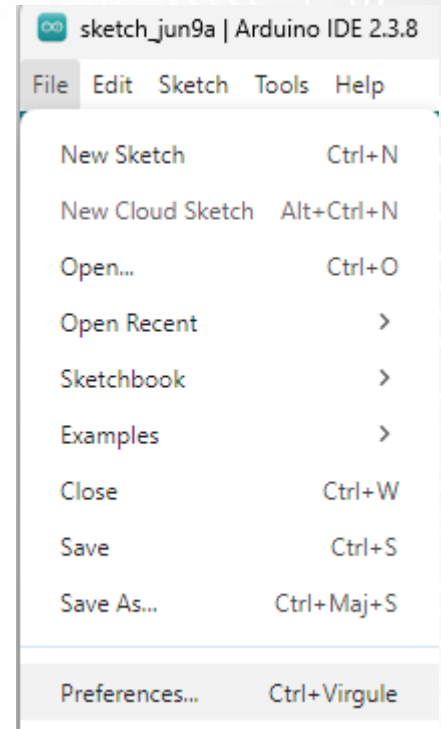 sketch_jun9a | Arduino IDE 2.3.8
File Edit Sketch Tools Help
New Sketch Ctrl+N
New Cloud Sketch Alt+Ctrl+N
Open... Ctrl+O
Open Recent
Sketchbook
Examples
Close Ctrl+W
Save Ctrl+S
Save As... Ctrl+Maj+S
Preferences... Ctrl+Virgule